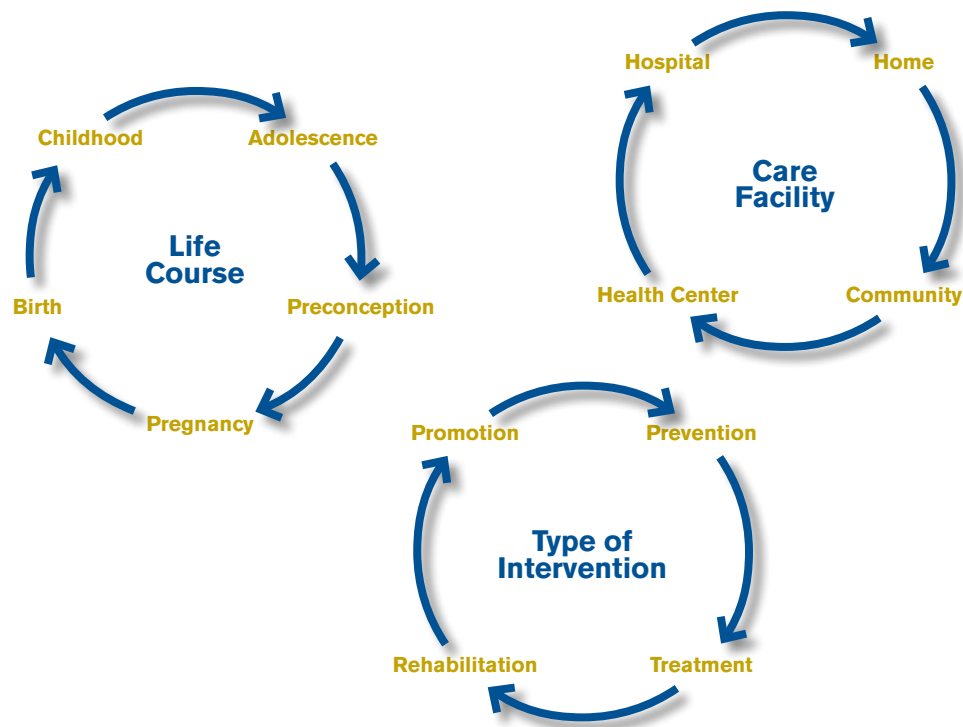 Childhood
Adolescence
Life
Course
Birth
Preconception
Pregnancy
Hospital
Home
Care
Facility
Health Center
Community
Promotion
Prevention
Type of
Intervention
Rehabilitation
Treatment